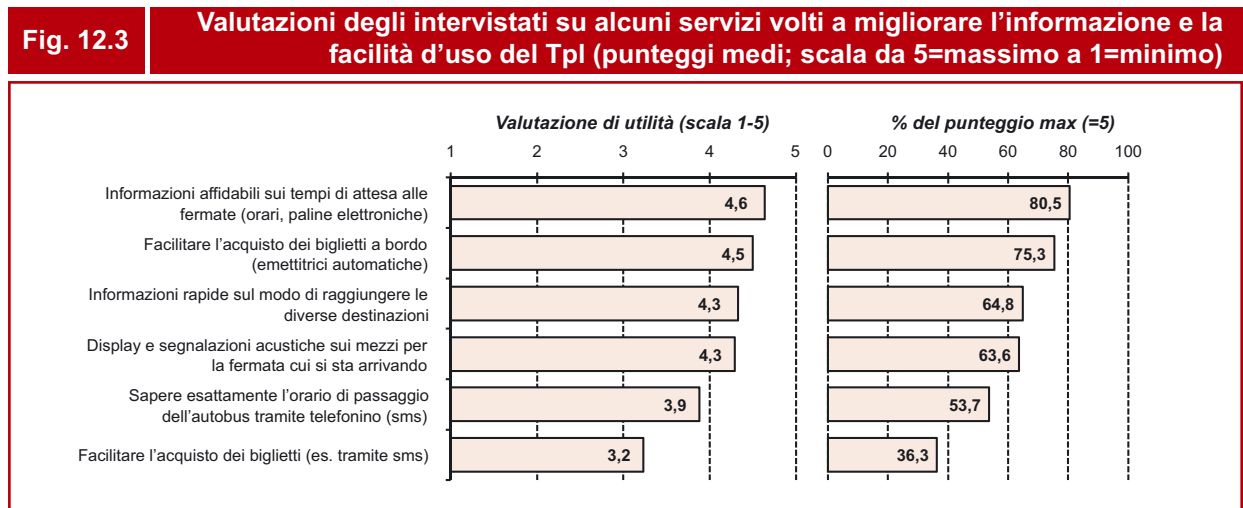 Fig. 12.3
Valutazioni degli intervistati su alcuni servizi volti a migliorare l’informazione e la
facilità d’uso del Tpl (punteggi medi; scala da 5=massimo a 1=minimo)
Valutazione di utilità (scala 1-5)
% del punteggio max (=5)
1 2 3 4 5 0 20 40 60 80 100
Informazioni affidabili sui tempi di attesa alle
fermate (orari, paline elettroniche)
4,6 80,5
Facilitare l’acquisto dei biglietti a bordo
(emettitrici automatiche)
4,5 75,3
Informazioni rapide sul modo di raggiungere le
diverse destinazioni
4,3 64,8
Display e segnalazioni acustiche sui mezzi per
la fermata cui si sta arrivando
4,3 63,6
Sapere esattamente l’orario di passaggio
dell’autobus tramite telefonino (sms)
3,9 53,7
Facilitare l’acquisto dei biglietti (es. tramite sms)
3,2 36,3